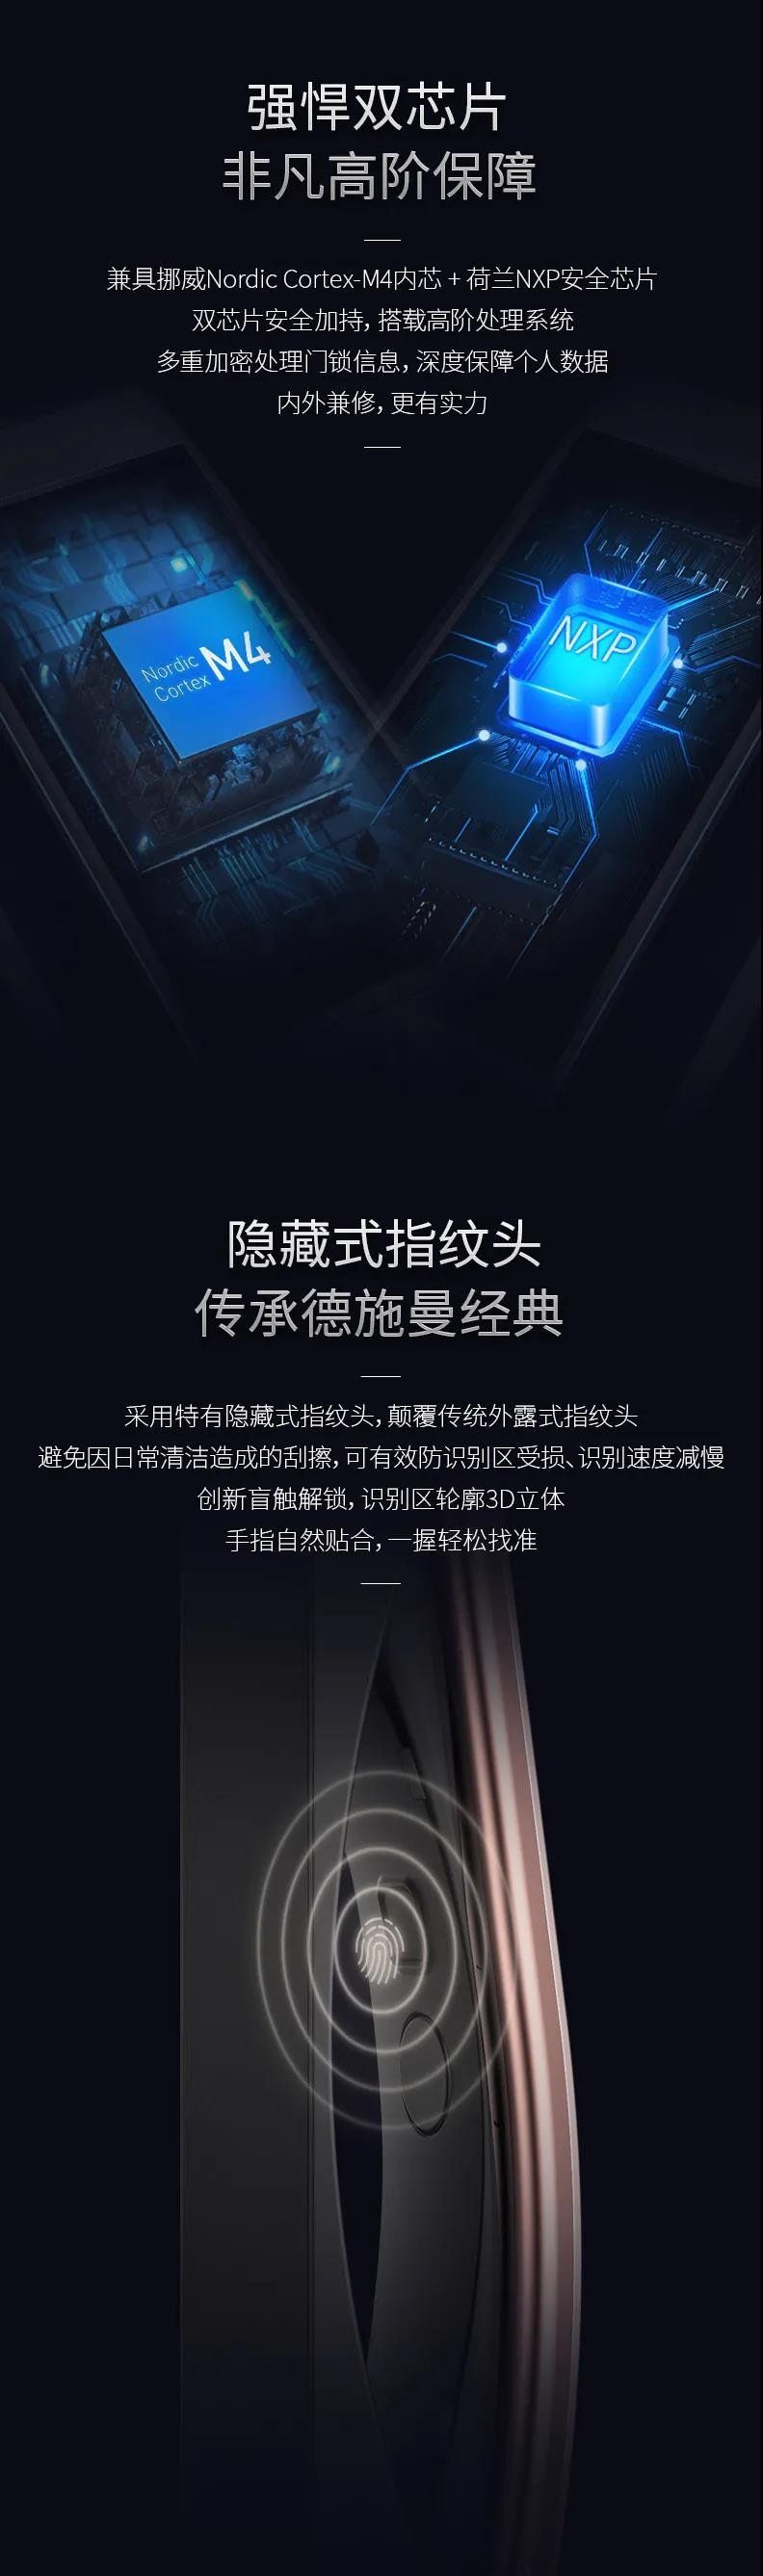 强悍双芯片
非凡高阶保障
兼具挪威Nordic Cortex-M4内芯 + 荷兰NXP安全芯片
双芯片安全加持，搭载高阶处理系统
多重加密处理门锁信息，深度保障个人数据
内外兼修，更有实力
Nordic
Cortex M4
NXP
隐藏式指纹头
传承德施曼经典
采用特有隐藏式指纹头，颠覆传统外露式指纹头
避免因日常清洁造成的刮擦，可有效防识别区受损、识别速度减慢
创新盲触解锁，识别区轮廓3D立体
手指自然贴合，一握轻松找准